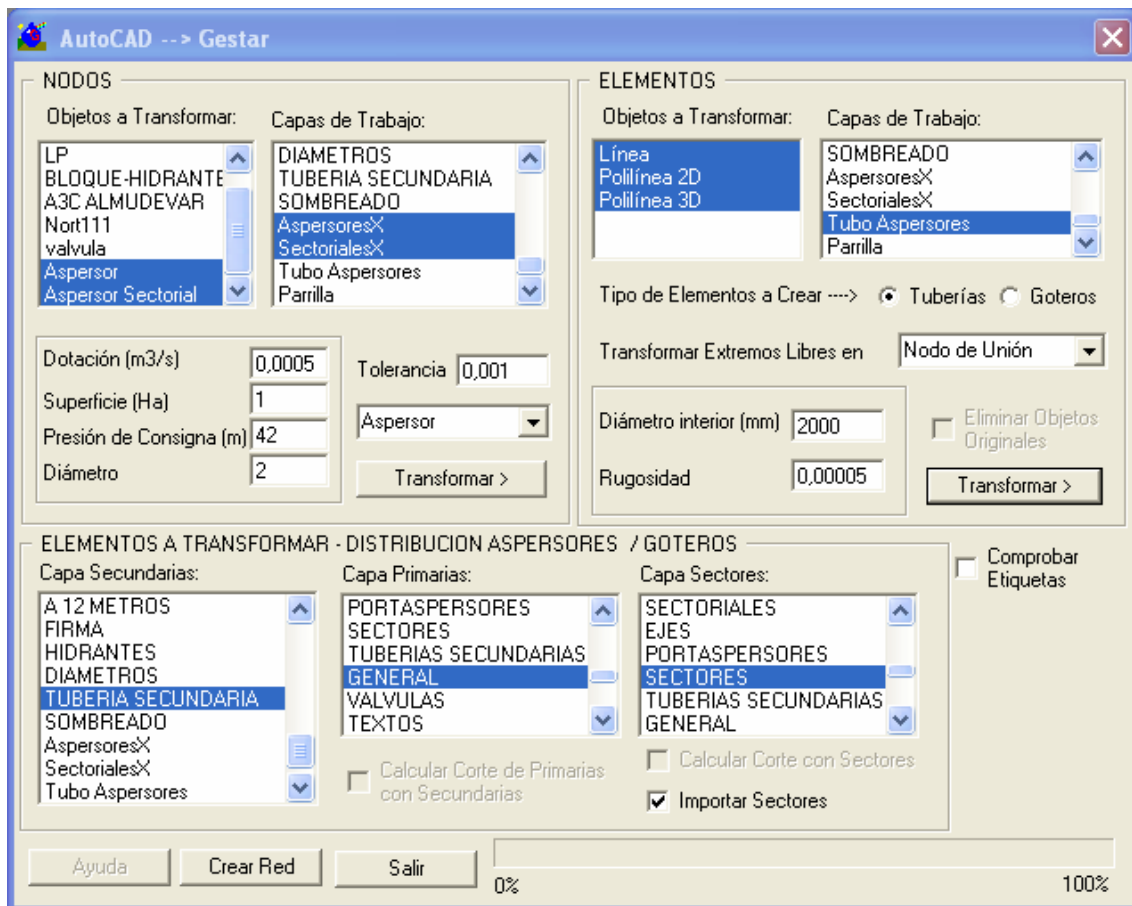 AutoCAD --> Gestar
NODOS
Objetos a Transformar:
Capas de Trabajo:
LP
BLOQUE-HIDRANTE
A3C ALMUDEVAR
Nort111
valvula
Aspersor
Aspersor Sectorial
DIAMETROS
TUBERIA SECUNDARIA
SOMBREADO
AspersoresX
SectorialesX
Tubo Aspersores
Parrilla
Dotación (m3/s) 0,0005
Superficie (Ha) 1
Presión de Consigna (m) 42
Diámetro 2
Tolerancia 0,001
Aspersor
Transformar >
ELEMENTOS
Objetos a Transformar:
Capas de Trabajo:
Línea
Polilínea 2D
Polilínea 3D
SOMBREADO
AspersoresX
SectorialesX
Tubo Aspersores
Parrilla
Tipo de Elementos a Crear ----> Tuberías Goteros
Transformar Extremos Libres en Nodo de Unión
Diámetro interior (mm) 2000
Rugosidad 0,00005
Eliminar Objetos
Originales
Transformar >
ELEMENTOS A TRANSFORMAR - DISTRIBUCION ASPERSORES / GOTEROS
Capa Secundarias:
A 12 METROS
FIRMA
HIDRANTES
DIAMETROS
TUBERIA SECUNDARIA
SOMBREADO
AspersoresX
SectorialesX
Tubo Aspersores
Capa Primarias:
PORTASPERSORES
SECTORES
TUBERIAS SECUNDARIAS
GENERAL
VALVULAS
TEXTOS
Calcular Corte de Primarias
con Secundarias
Capa Sectores:
SECTORIALES
EJES
PORTASPERSORES
SECTORES
TUBERIAS SECUNDARIAS
GENERAL
Calcular Corte con Sectores
Importar Sectores
Comprobar
Etiquetas
Ayuda
Crear Red
Salir
0%
100%